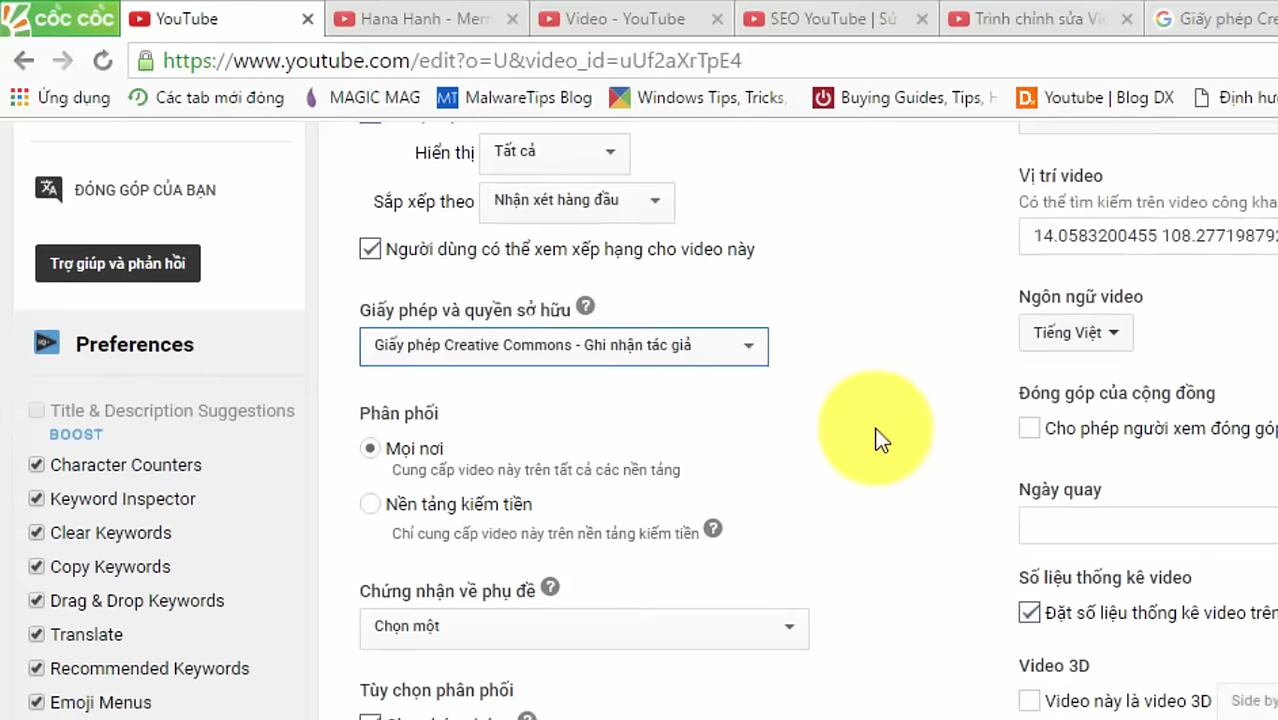 cốc cốc
YouTube
Hana Hanh - Merr
Video - YouTube
SEO YouTube | Sử
Trình chỉnh sửa Vi
Giấy phép Cre
https://www.youtube.com/edit?o=U&video_id=uUf2aXrTpE4
Ứng dụng
Các tab mới đóng
MAGIC MAG
MT
MalwareTips Blog
Windows Tips, Tricks,
Buying Guides, Tips, H
Youtube | Blog DX
Định hư
ĐÓNG GÓP CỦA BẠN
Trợ giúp và phản hồi
Preferences
Title & Description Suggestions
BOOST
Character Counters
Keyword Inspector
Clear Keywords
Copy Keywords
Drag & Drop Keywords
Translate
Recommended Keywords
Emoji Menus
Hiển thị
Tất cả
Sắp xếp theo
Nhận xét hàng đầu
Người dùng có thể xem xếp hạng cho video này
Giấy phép và quyền sở hữu
Giấy phép Creative Commons - Ghi nhận tác giả
Phân phối
Mọi nơi
Cung cấp video này trên tất cả các nền tảng
Nền tảng kiếm tiền
Chỉ cung cấp video này trên nền tảng kiếm tiền
Chứng nhận về phụ đề
Chọn một
Tùy chọn phân phối
Vị trí video
Có thể tìm kiếm trên video công kha
14.0583200455 108.277198792
Ngôn ngữ video
Tiếng Việt
Đóng góp của cộng đồng
Cho phép người xem đóng góp
Ngày quay
Số liệu thống kê video
Đặt số liệu thống kê video trên
Video 3D
Video này là video 3D
Side by